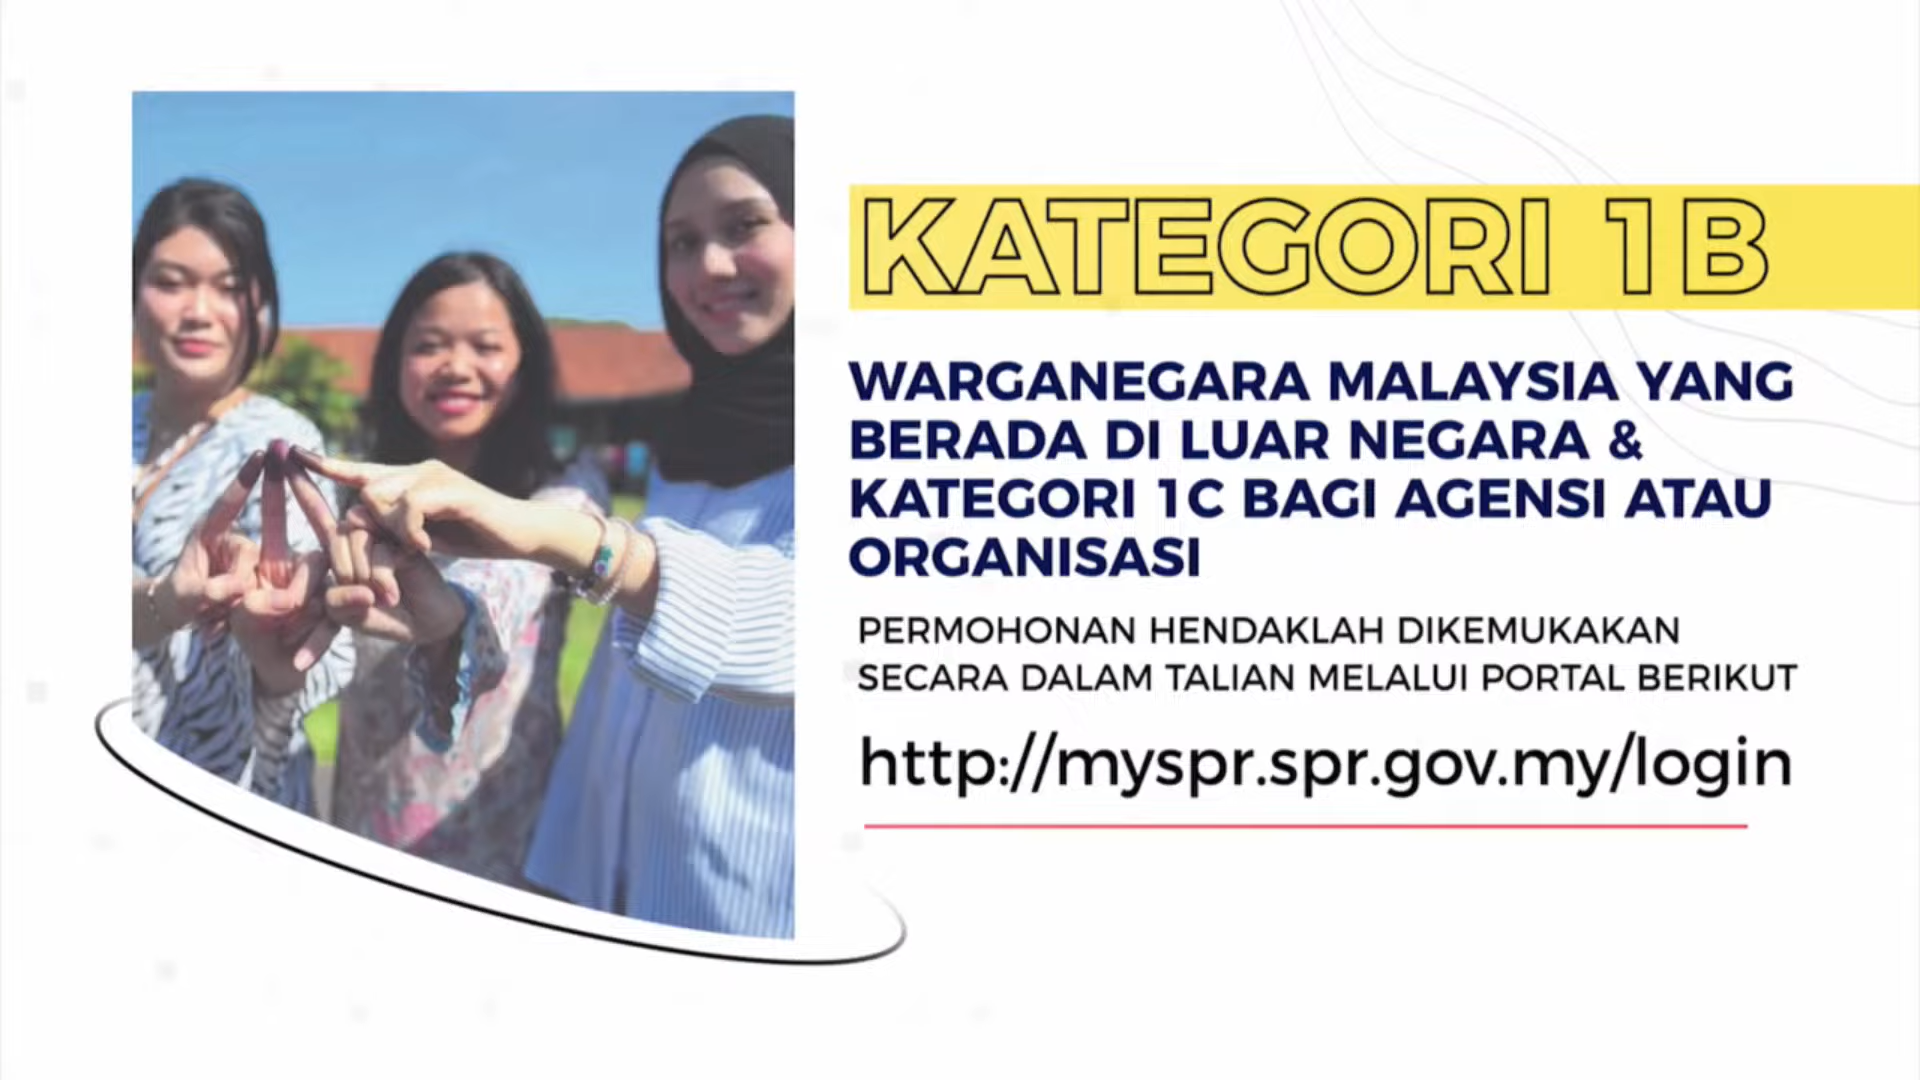 KATEGORI 1B
WARGANEGARA MALAYSIA YANG
BERADA DI LUAR NEGARA &
KATEGORI 1C BAGI AGENSI ATAU
ORGANISASI
PERMOHONAN HENDAKLAH DIKEMUKAKAN
SECARA DALAM TALIAN MELALUI PORTAL BERIKUT
http://myspr.spr.gov.my/login